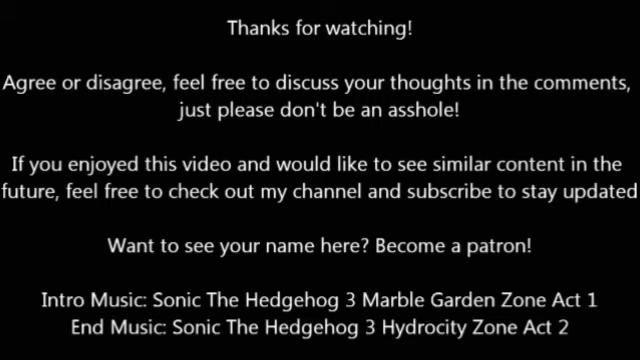 Thanks for watching!
Agree or disagree, feel free to discuss your thoughts in the comments,
just please don't be an asshole!
If you enjoyed this video and would like to see similar content in the
future, feel free to check out my channel and subscribe to stay updated
Want to see your name here? Become a patron!
Intro Music: Sonic The Hedgehog 3 Marble Garden Zone Act 1
End Music: Sonic The Hedgehog 3 Hydrocity Zone Act 2